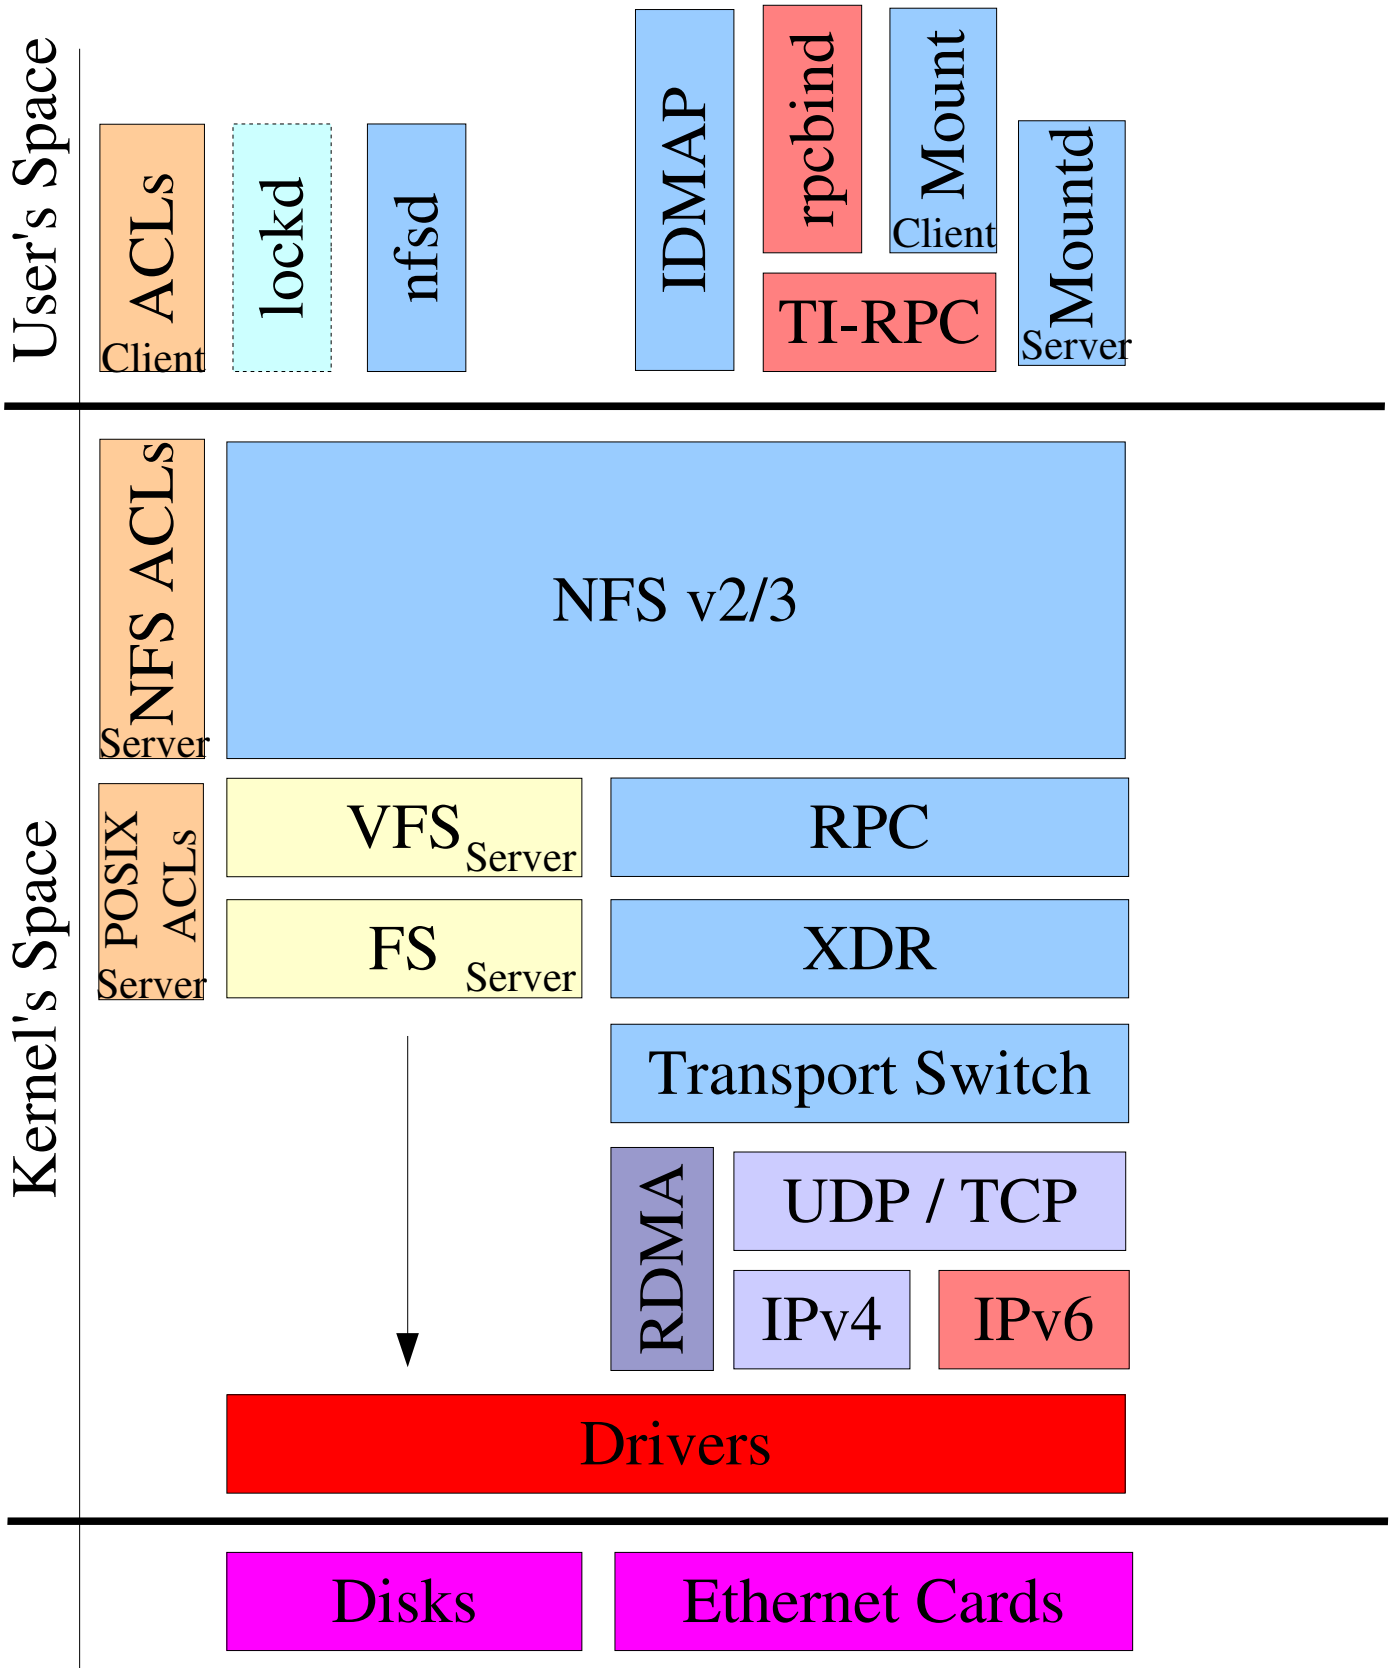 User's Space
ACLs
Client
lockd
nfsd
IDMAP
rpcbind
Mount
Client
TI-RPC
Mountd
Server
Kernel's Space
NFS ACLs
Server
NFS v2/3
POSIX
ACLs
Server
VFS
Server
RPC
FS
Server
XDR
Transport Switch
RDMA
UDP / TCP
IPv4
IPv6
Drivers
Disks
Ethernet Cards